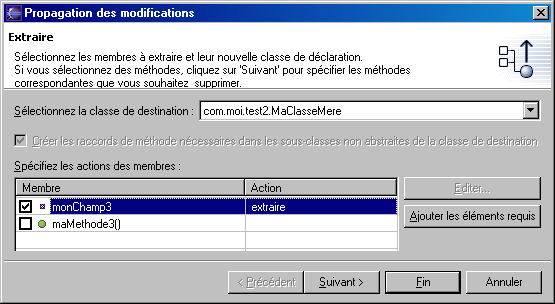 Propagation des modifications
Extraire
Sélectionnez les membres à extraire et leur nouvelle classe de déclaration.
Si vous sélectionnez des méthodes, cliquez sur 'Suivant' pour spécifier les méthodes
correspondantes que vous souhaitez supprimer.
Sélectionnez la classe de destination : com.moi.test2.MaClasseMere
Créer les raccords de méthode nécessaires dans les sous-classes non abstraites de la classe de destination
Spécifiez les actions des membres :
Membre Action
monChamp3 extraire Editer...
maMethode3() Ajouter les éléments requis
< Précédent Suivant > Fin Annuler